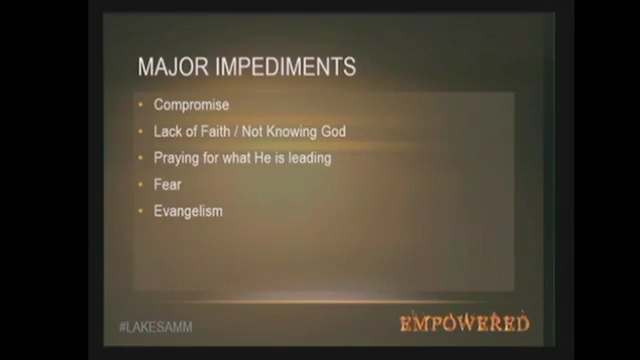 MAJOR IMPEDIMENTS
• Compromise
• Lack of Faith / Not Knowing God
• Praying for what He is leading
• Fear
• Evangelism
#LAKESAMM
EMPOWERED